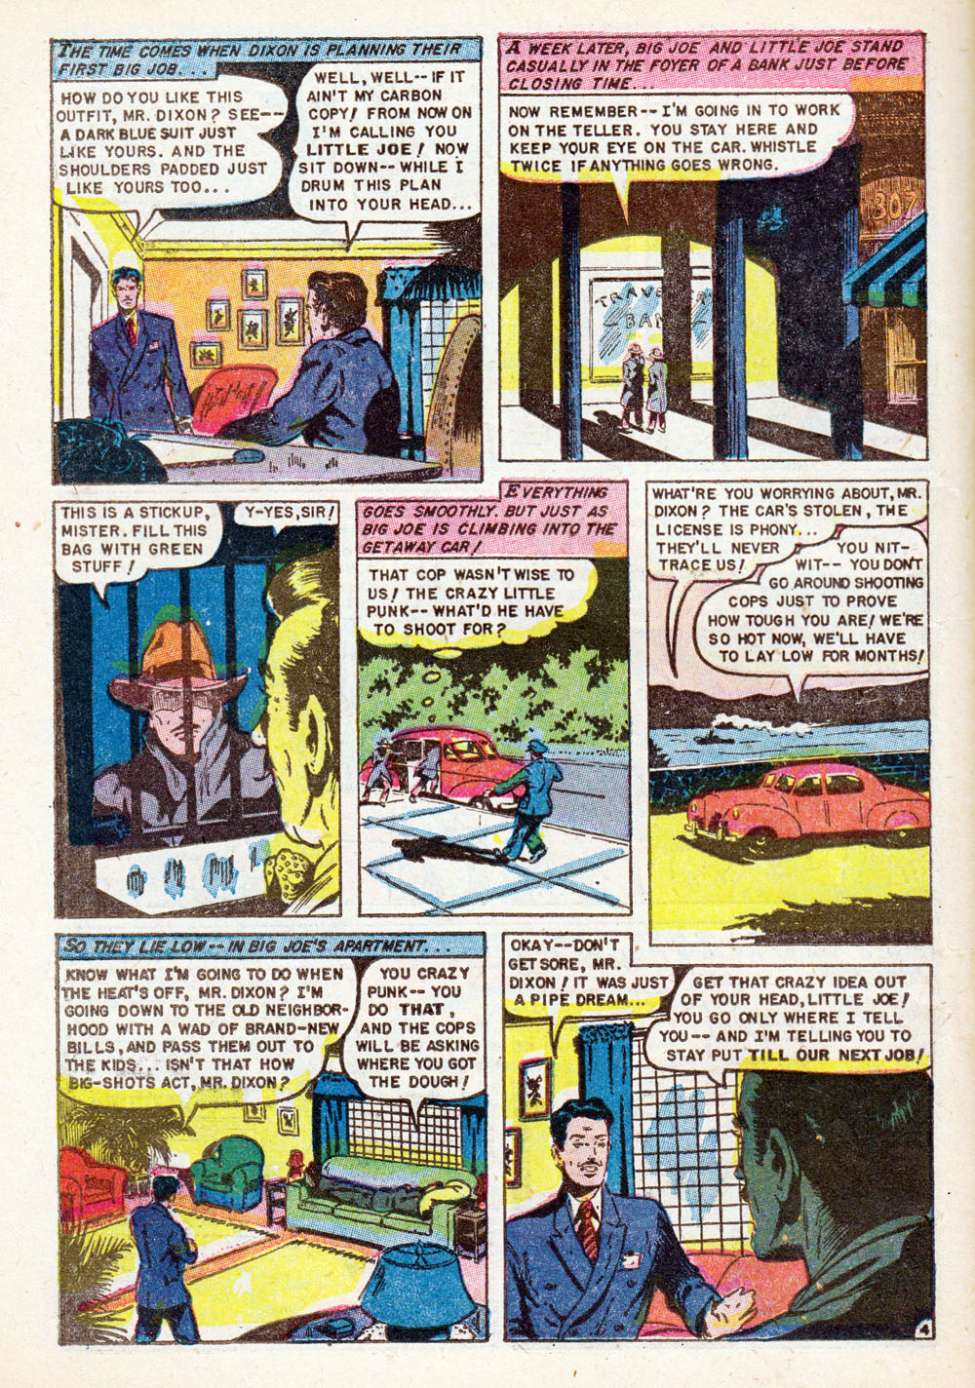 THE TIME COMES WHEN DIXON IS PLANNING THEIR
FIRST BIG JOB...
HOW DO YOU LIKE THIS
OUTFIT, MR. DIXON? SEE--
A DARK BLUE SUIT JUST
LIKE YOURS. AND THE
SHOULDERS PADDED JUST
LIKE YOURS TOO...
WELL, WELL-- IF IT
AIN'T MY CARBON
COPY! FROM NOW ON
I'M CALLING YOU
LITTLE JOE! NOW
SIT DOWN-- WHILE I
DRUM THIS PLAN
INTO YOUR HEAD...
A WEEK LATER, BIG JOE AND LITTLE JOE STAND
CASUALLY IN THE FOYER OF A BANK JUST BEFORE
CLOSING TIME...
NOW REMEMBER-- I'M GOING IN TO WORK
ON THE TELLER. YOU STAY HERE AND
KEEP YOUR EYE ON THE CAR. WHISTLE
TWICE IF ANYTHING GOES WRONG.
307
BAN
THIS IS A STICKUP,
MISTER. FILL THIS
BAG WITH GREEN
STUFF!
Y-YES, SIR!
EVERYTHING
GOES SMOOTHLY. BUT JUST AS
BIG JOE IS CLIMBING INTO THE
GETAWAY CAR!
THAT COP WASN'T WISE TO
US! THE CRAZY LITTLE
PUNK-- WHAT'D HE HAVE
TO SHOOT FOR?
WHAT'RE YOU WORRYING ABOUT, MR.
DIXON? THE CAR'S STOLEN, THE
LICENSE IS PHONY...
THEY'LL NEVER
TRACE US!
YOU NIT-
WIT-- YOU DON'T
GO AROUND SHOOTING
COPS JUST TO PROVE
HOW TOUGH YOU ARE! WE'RE
SO HOT NOW, WE'LL HAVE
TO LAY LOW FOR MONTHS!
SO THEY LIE LOW-- IN BIG JOE'S APARTMENT...
KNOW WHAT I'M GOING TO DO WHEN
THE HEAT'S OFF, MR. DIXON? I'M
GOING DOWN TO THE OLD NEIGHBOR-
HOOD WITH A WAD OF BRAND-NEW
BILLS, AND PASS THEM OUT TO
THE KIDS... ISN'T THAT HOW
BIG-SHOTS ACT, MR. DIXON?
YOU CRAZY
PUNK-- YOU
DO THAT,
AND THE COPS
WILL BE ASKING
WHERE YOU GOT
THE DOUGH!
OKAY--DON'T
GET SORE, MR.
DIXON! IT WAS JUST
A PIPE DREAM...
GET THAT CRAZY IDEA OUT
OF YOUR HEAD, LITTLE JOE!
YOU GO ONLY WHERE I TELL
YOU-- AND I'M TELLING YOU TO
STAY PUT TILL OUR NEXT JOB!
4